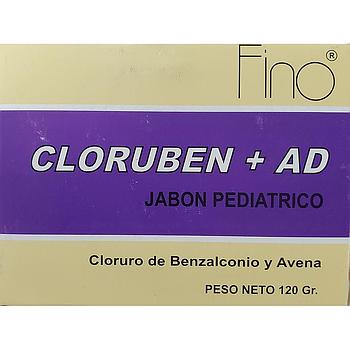 Fino®
CLORUBEN + AD
JABON PEDIATRICO
Cloruro de Benzalconio y Avena
PESO NETO 120 Gr.